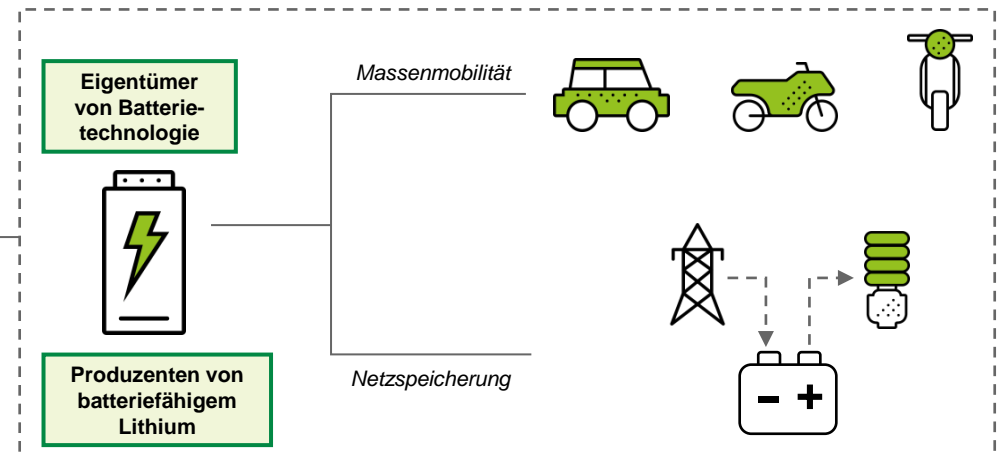 Eigentümer
von Batterie-
technologie
Massenmobilität
Netzspeicherung
Produzenten von
batteriefähigem
Lithium